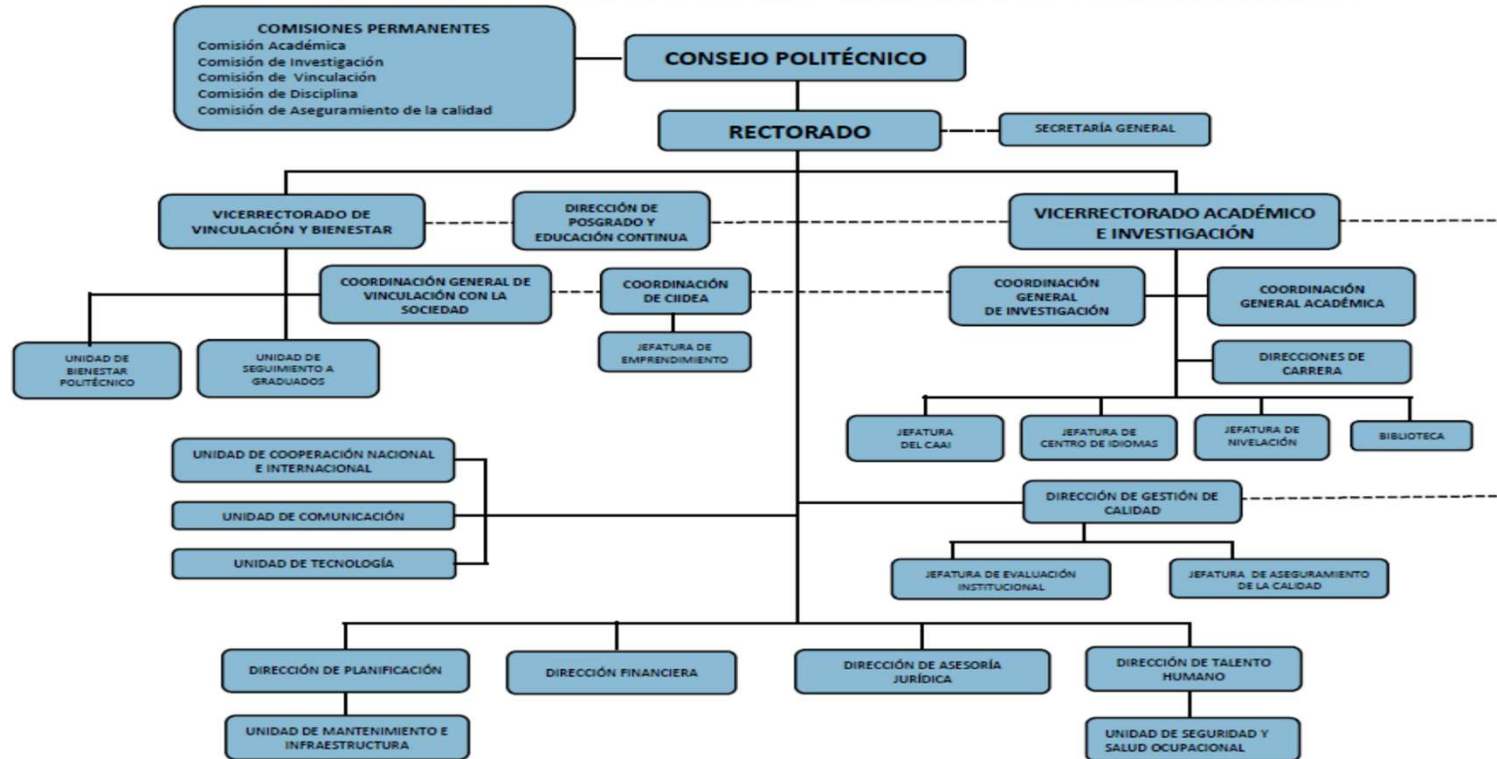 COMISIONES PERMANENTES
Comisión Académica
Comisión de Investigación
Comisión de Vinculación
Comisión de Disciplina
Comisión de Aseguramiento de la calidad
CONSEJO POLITÉCNICO
RECTORADO
SECRETARÍA GENERAL
VICERRECTORADO DE
VINCULACIÓN Y BIENESTAR
DIRECCIÓN DE
POSGRADO Y
EDUCACIÓN CONTINUA
VICERRECTORADO ACADÉMICO
E INVESTIGACIÓN
COORDINACIÓN GENERAL DE
VINCULACIÓN CON LA
SOCIEDAD
COORDINACIÓN
DE CIIDEA
COORDINACIÓN
GENERAL
DE INVESTIGACIÓN
COORDINACIÓN
GENERAL ACADÉMICA
UNIDAD DE
BIENESTAR
POLITÉCNICO
UNIDAD DE
SEGUIMIENTO A
GRADUADOS
JEFATURA DE
EMPRENDIMIENTO
DIRECCIONES DE
CARRERA
JEFATURA
DEL CAAI
JEFATURA DE
CENTRO DE IDIOMAS
JEFATURA DE
NIVELACIÓN
BIBLIOTECA
UNIDAD DE COOPERACIÓN NACIONAL
E INTERNACIONAL
UNIDAD DE COMUNICACIÓN
UNIDAD DE TECNOLOGÍA
DIRECCIÓN DE GESTIÓN DE
CALIDAD
JEFATURA DE EVALUACIÓN
INSTITUCIONAL
JEFATURA DE ASEGURAMIENTO
DE LA CALIDAD
DIRECCIÓN DE PLANIFICACIÓN
DIRECCIÓN FINANCIERA
DIRECCIÓN DE ASESORÍA
JURÍDICA
DIRECCIÓN DE TALENTO
HUMANO
UNIDAD DE MANTENIMIENTO E
INFRAESTRUCTURA
UNIDAD DE SEGURIDAD Y
SALUD OCUPACIONAL